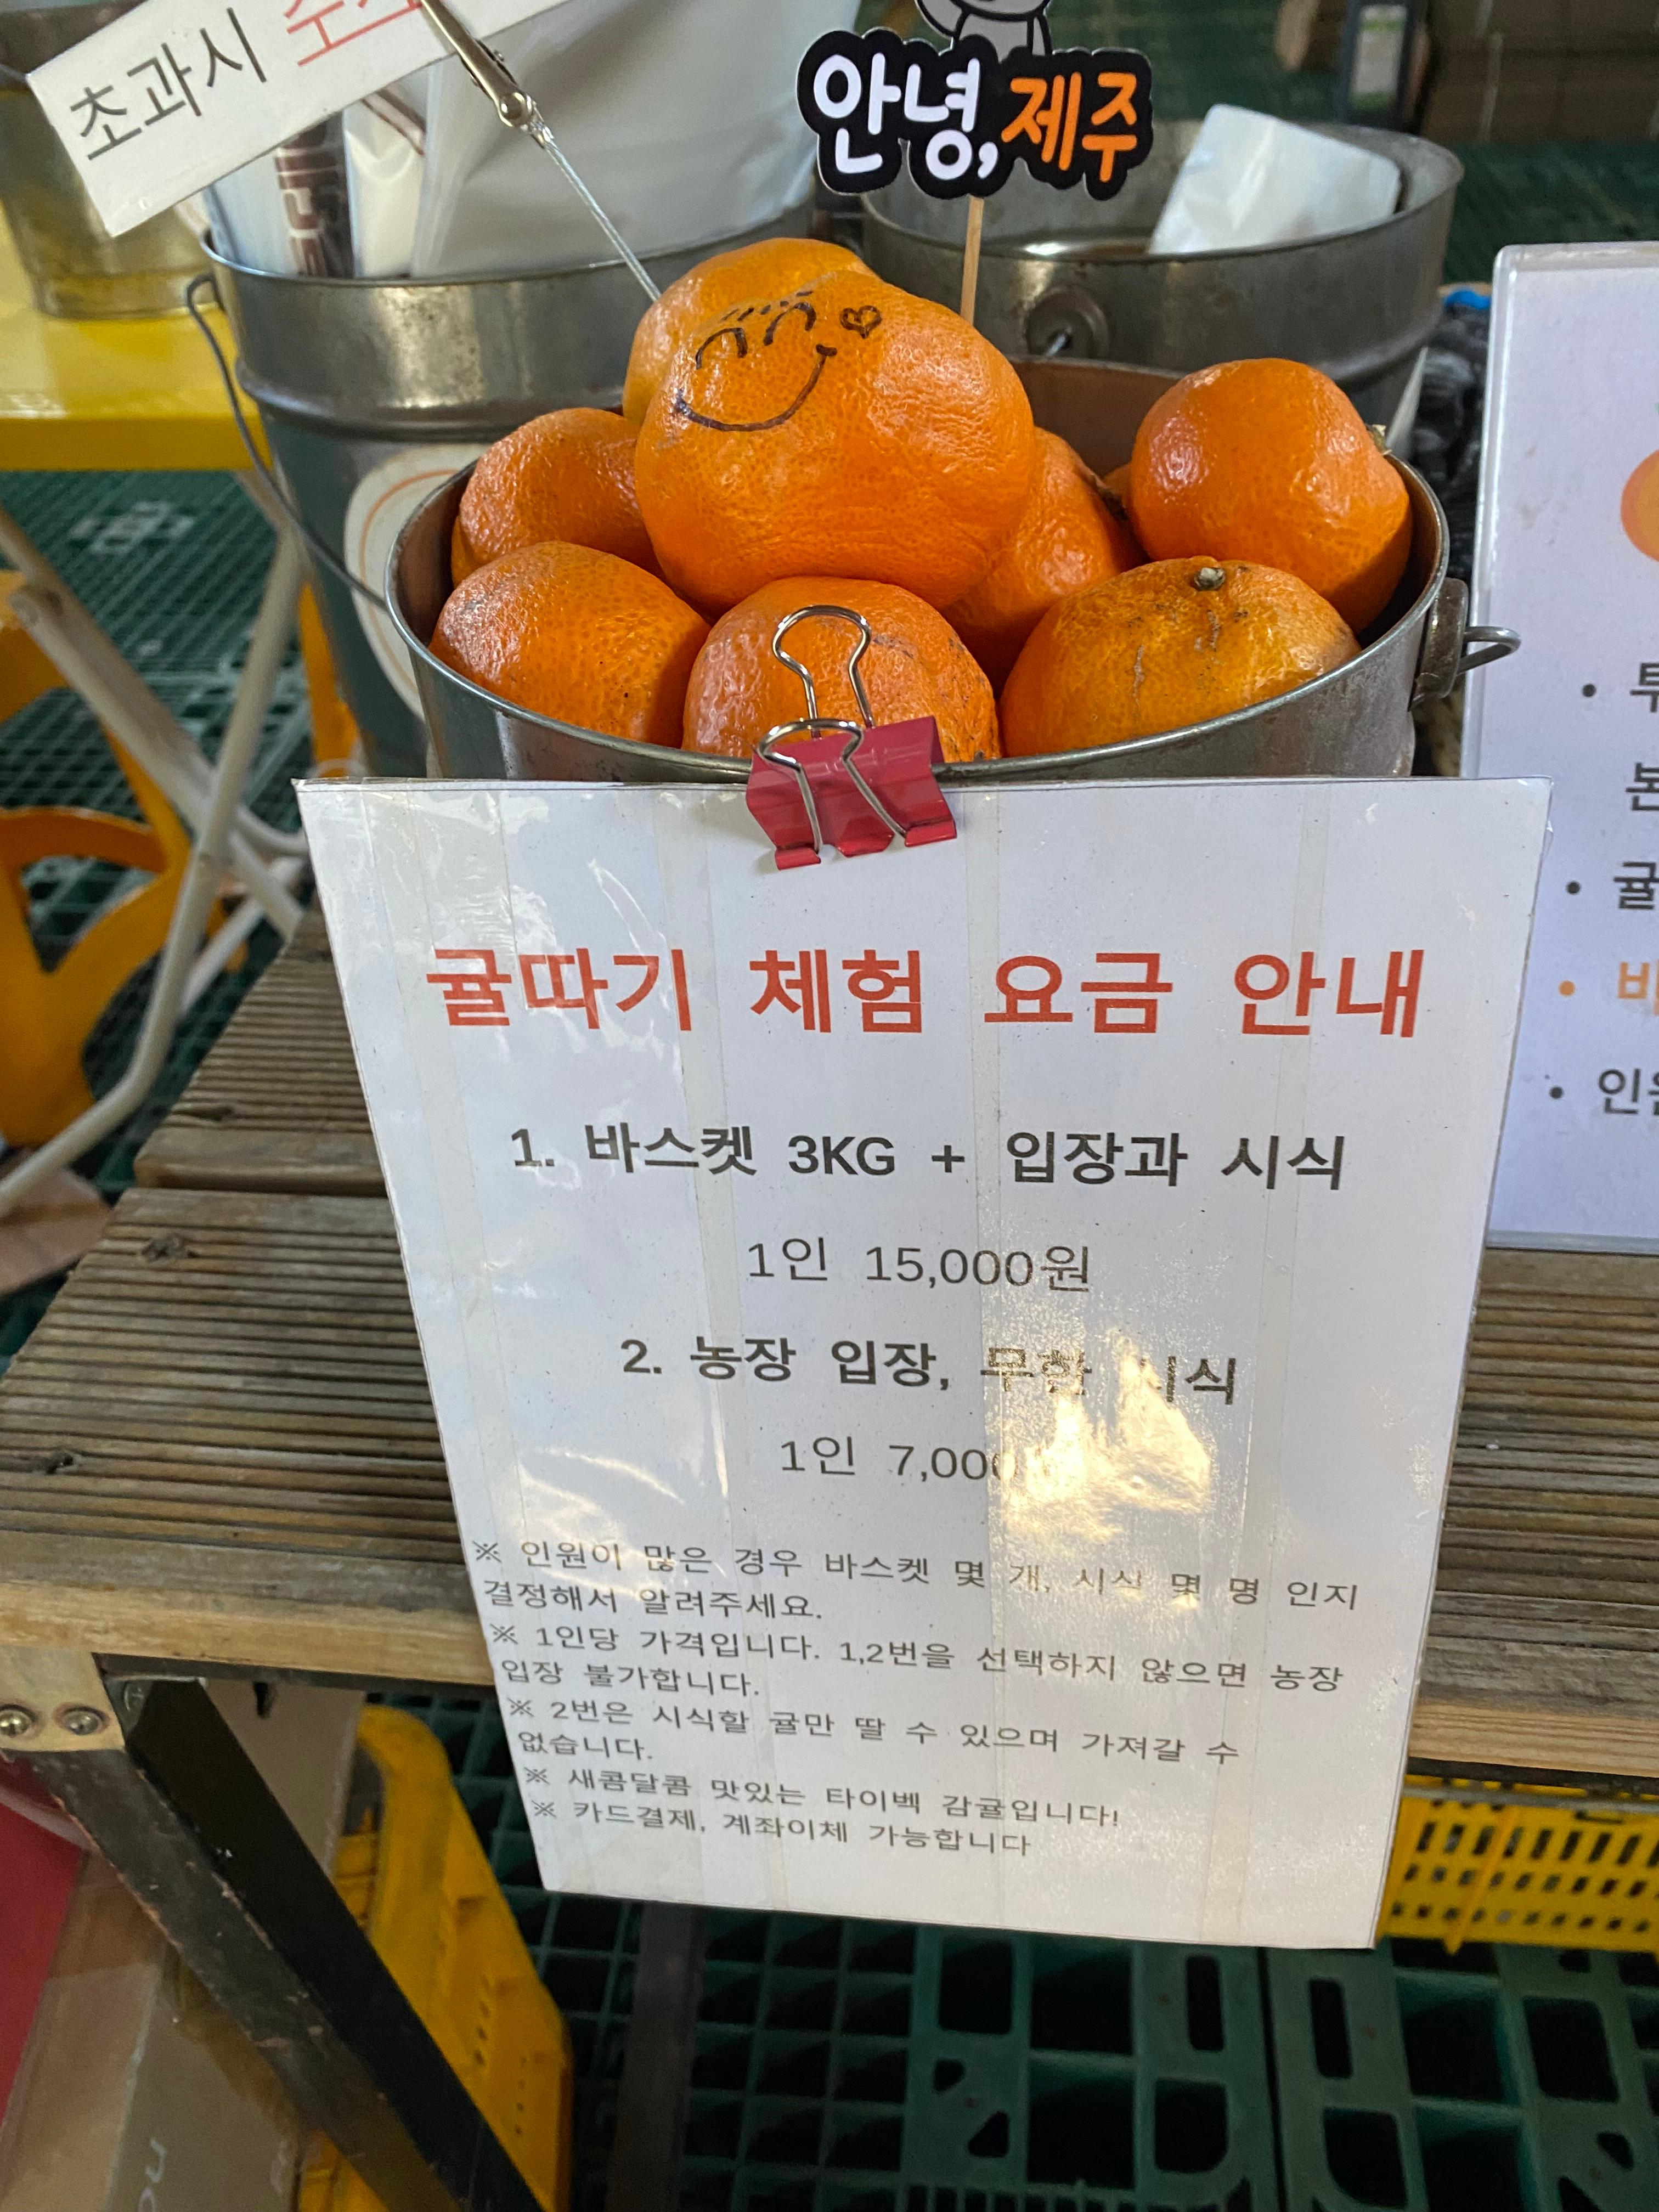 초과시
안녕, 제주
귤따기 체험 요금 안내
1. 바스켓 3KG + 입장과 시식
1인 15,000원
2. 농장 입장, 무한 시식
1인 7,000
※ 인원이 많은 경우 바스켓 몇 개, 시식 몇 명 인지
결정해서 알려주세요.
※ 1인당 가격입니다. 1,2번을 선택하지 않으면 농장
입장 불가합니다.
※ 2번은 시식할 귤만 딸 수 있으며 가져갈 수
없습니다.
※ 새콤달콤 맛있는 타이벡 감귤입니다!
※ 카드결제, 계좌이체 가능합니다